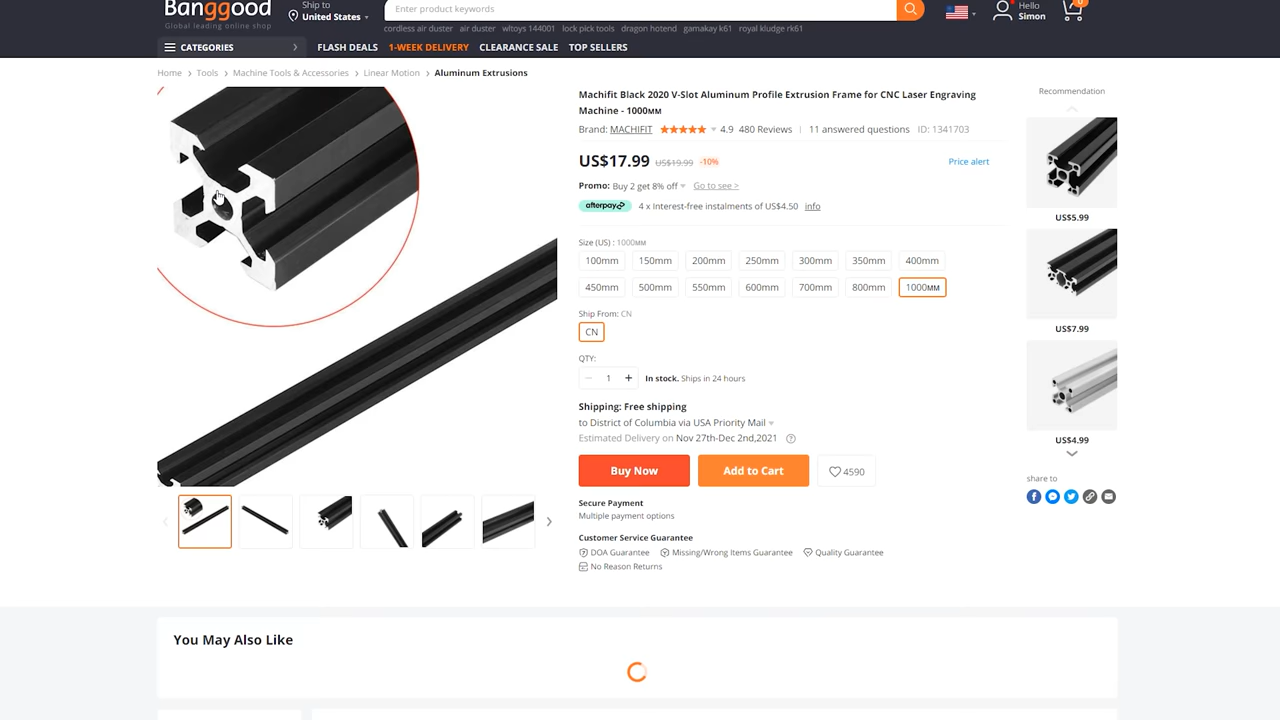 Banggood
Global leading online shop
Ship to
United States
Enter product keywords
cordless air duster air duster wltoys 144001 lock pick tools dragon hotend gamakay k61 royal kludge rk61
Hello
Simon
0
CATEGORIES
FLASH DEALS 1-WEEK DELIVERY CLEARANCE SALE TOP SELLERS
Home > Tools > Machine Tools & Accessories > Linear Motion > Aluminum Extrusions
Machifit Black 2020 V-Slot Aluminum Profile Extrusion Frame for CNC Laser Engraving
Machine - 1000мм
Brand: MACHIFIT 4.9 480 Reviews | 11 answered questions ID: 1341703
US$17.99 US$19.99 -10% Price alert
Promo: Buy 2 get 8% off Go to see >
afterpay 4 x Interest-free instalments of US$4.50 info
Size (US) : 1000мм
100mm 150mm 200mm 250mm 300mm 350mm 400mm
450mm 500mm 550mm 600mm 700mm 800mm 1000мм
Ship From: CN
CN
QTY:
− 1 + In stock. Ships in 24 hours
Shipping: Free shipping
to District of Columbia via USA Priority Mail
Estimated Delivery on Nov 27th-Dec 2nd,2021 ?
Buy Now Add to Cart 4590
Secure Payment
Multiple payment options
Customer Service Guarantee
DOA Guarantee Missing/Wrong Items Guarantee Quality Guarantee
No Reason Returns
Recommendation
US$5.99
US$7.99
US$4.99
share to
You May Also Like